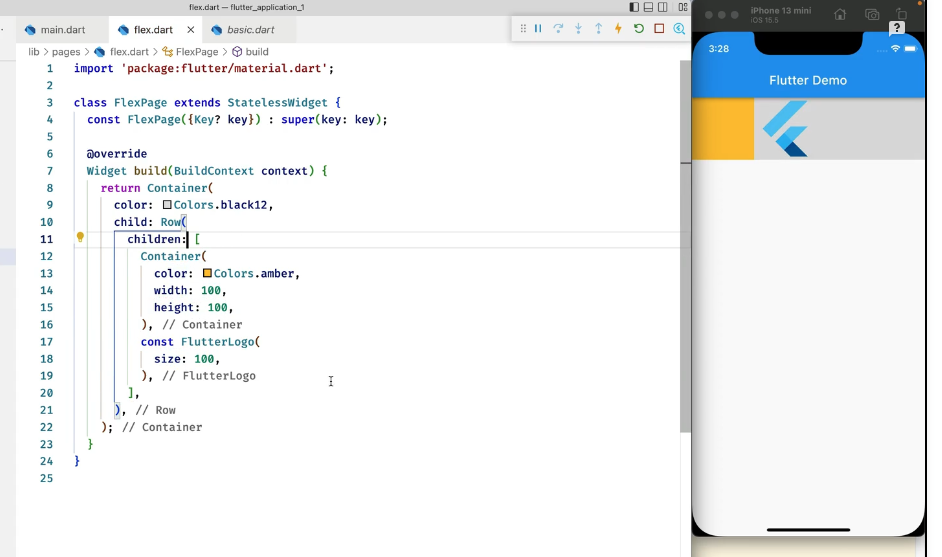 flex.dart — flutter_application_1
main.dart
flex.dart
basic.dart
lib > pages > flex.dart > FlexPage > build
1 import 'package:flutter/material.dart';
2
3 class FlexPage extends StatelessWidget {
4 const FlexPage({Key? key}) : super(key: key);
5
6 @override
7 Widget build(BuildContext context) {
8 return Container(
9 color: Colors.black12,
10 child: Row(
11 children: [
12 Container(
13 color: Colors.amber,
14 width: 100,
15 height: 100,
16 ), // Container
17 const FlutterLogo(
18 size: 100,
19 ), // FlutterLogo
20 ],
21 ), // Row
22 ); // Container
23 }
24 }
25
iPhone 13 mini
iOS 15.5
?
3:28
Flutter Demo